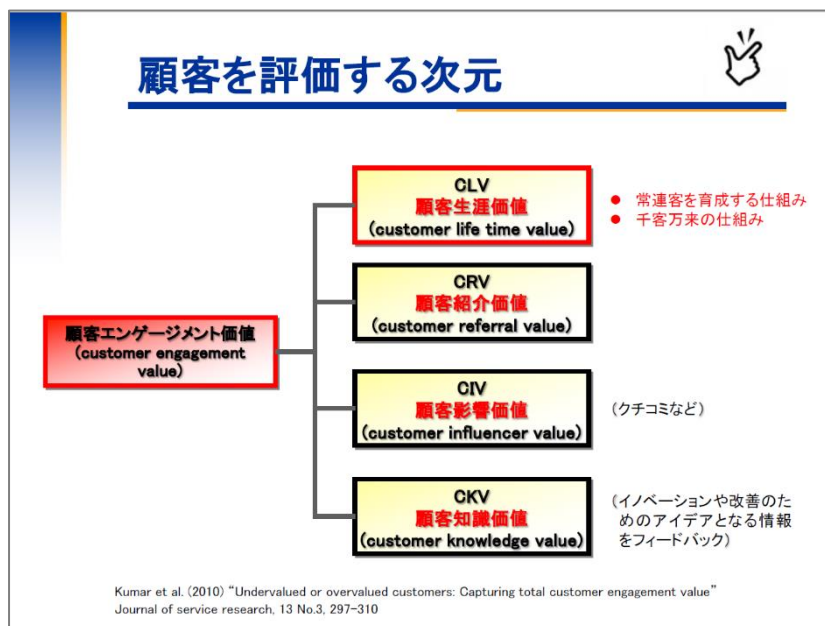 顧客を評価する次元
CLV
顧客生涯価値
(customer life time value)
● 常連客を育成する仕組み
● 千客万来の仕組み
CRV
顧客紹介価値
(customer referral value)
顧客エンゲージメント価値
(customer engagement
value)
CIV
顧客影響価値
(customer influencer value)
(クチコミなど)
CKV
顧客知識価値
(customer knowledge value)
(イノベーションや改善のた
めのアイデアとなる情報
をフィードバック)
Kumar et al. (2010) “Undervalued or overvalued customers: Capturing total customer engagement value”
Journal of service research, 13 No.3, 297-310